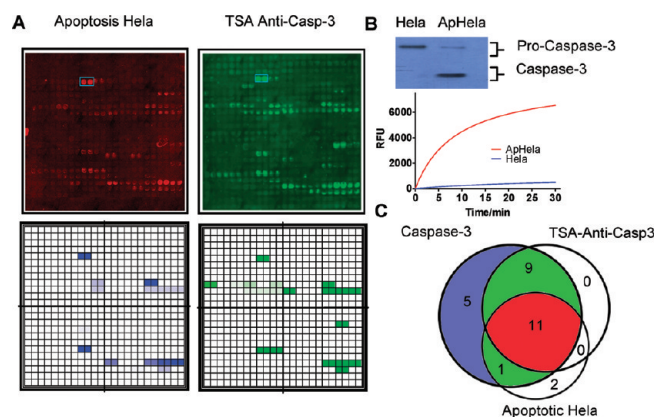 A
Apoptosis Hela
TSA Anti-Casp-3
B
Hela ApHela
Pro-Caspase-3
Caspase-3
6000
4000
2000
0
RFU
ApHela
Hela
0 5 10 15 20 25 30
Time/min
C
Caspase-3
TSA-Anti-Casp3
9
0
5
11
0
1
2
Apoptotic Hela